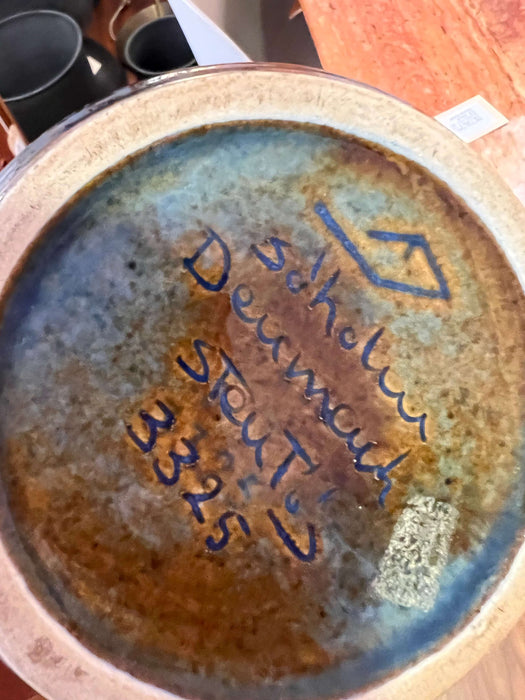 Søholm
Denmark
STENTØJ
3325